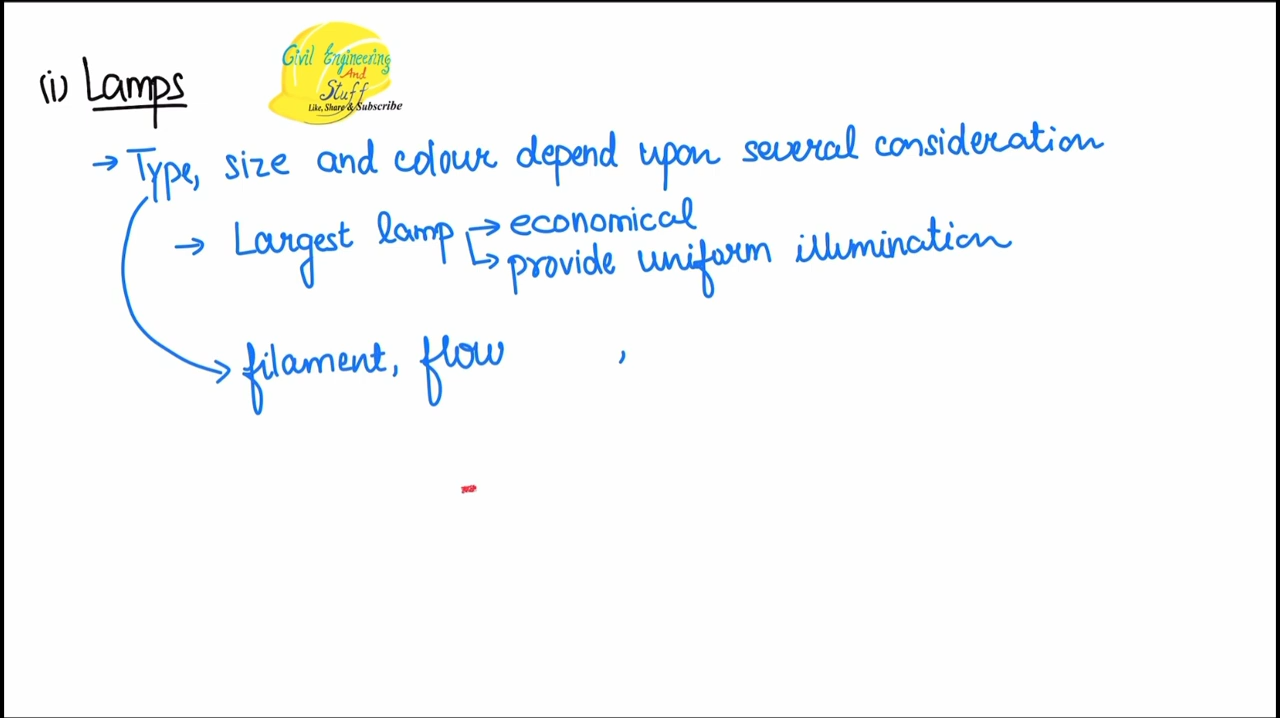 (i) Lamps
Civil Engineering
And
Stuff
Like, Share & Subscribe
→ Type, size and colour depend upon several consideration
→ Largest lamp → economical
→ provide uniform illumination
→ filament, flow ,